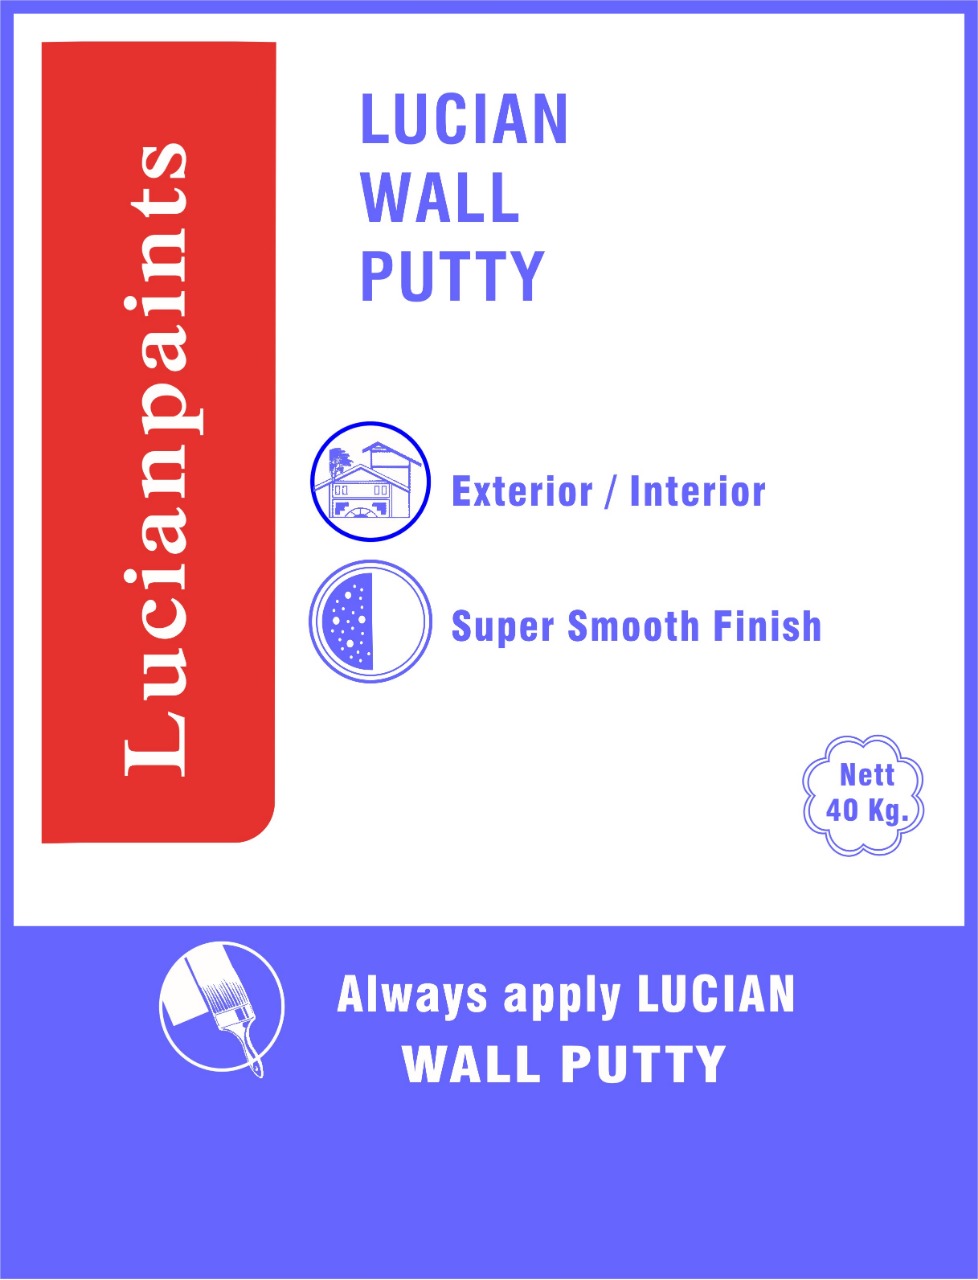 Lucianpaints
LUCIAN
WALL
PUTTY
Exterior / Interior
Super Smooth Finish
Nett
40 Kg.
Always apply LUCIAN
WALL PUTTY